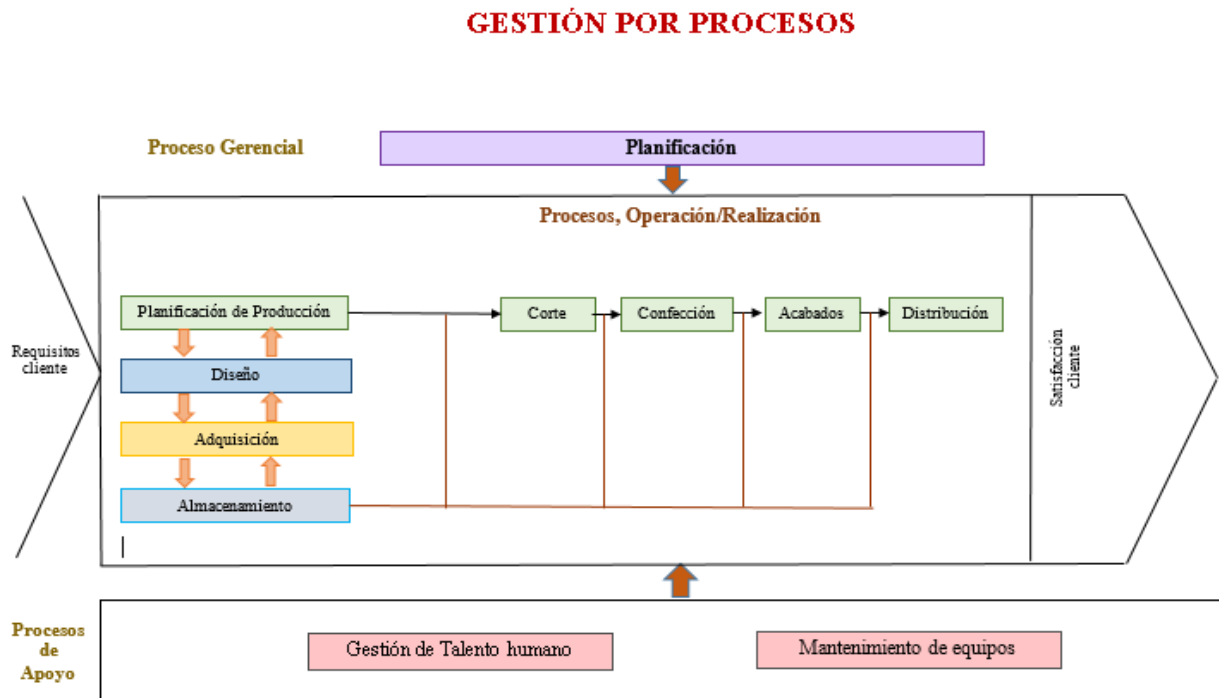 GESTIÓN POR PROCESOS
Proceso Gerencial
Planificación
Procesos, Operación/Realización
Planificación de Producción
Corte
Confección
Acabados
Distribución
Requisitos
cliente
Diseño
Satisfacción
cliente
Adquisición
Almacenamiento
Procesos
de
Apoyo
Gestión de Talento humano
Mantenimiento de equipos